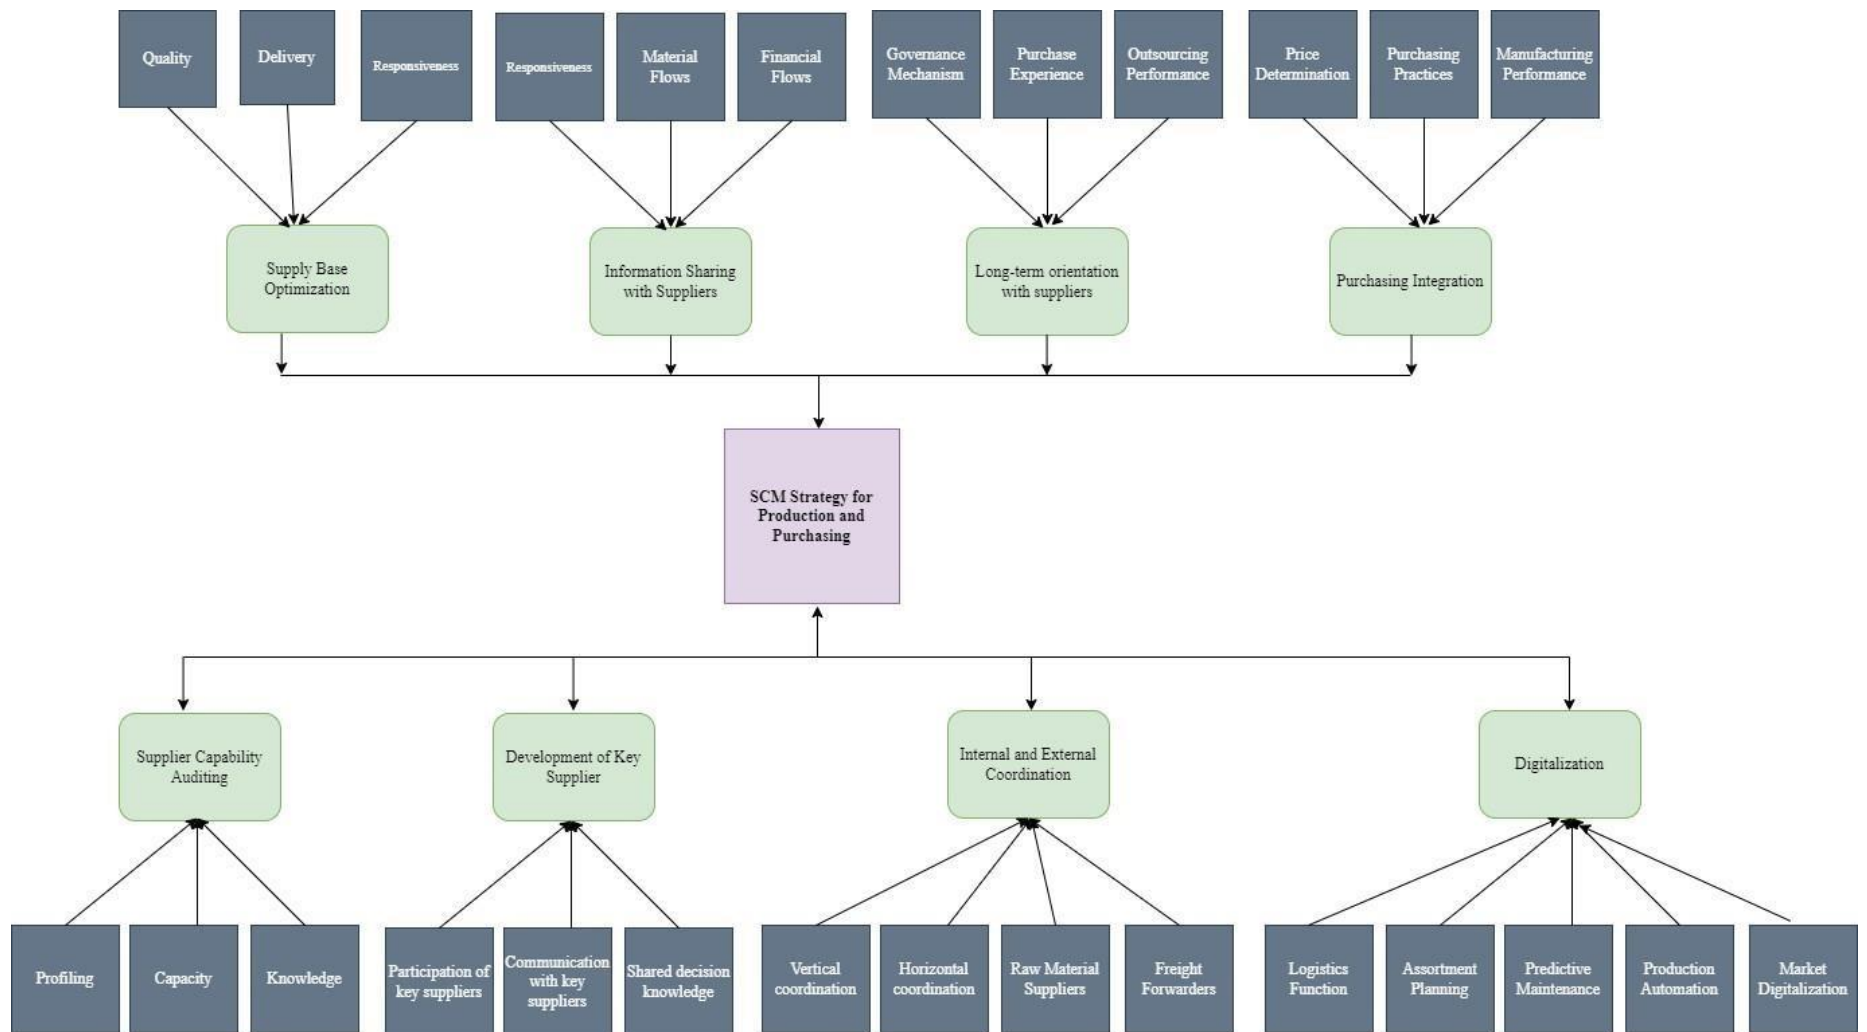 Quality
Delivery
Responsiveness
Responsiveness
Material
Flows
Financial
Flows
Governance
Mechanism
Purchase
Experience
Outsourcing
Performance
Price
Determination
Purchasing
Practices
Manufacturing
Performance
Supply Base
Optimization
Information Sharing
with Suppliers
Long-term orientation
with suppliers
Purchasing Integration
SCM Strategy for
Production and
Purchasing
Supplier Capability
Auditing
Development of Key
Supplier
Internal and External
Coordination
Digitalization
Profiling
Capacity
Knowledge
Participation of
key suppliers
Communication
with key
suppliers
Shared decision
knowledge
Vertical
coordination
Horizontal
coordination
Raw Material
Suppliers
Freight
Forwarders
Logistics
Function
Assortment
Planning
Predictive
Maintenance
Production
Automation
Market
Digitalization